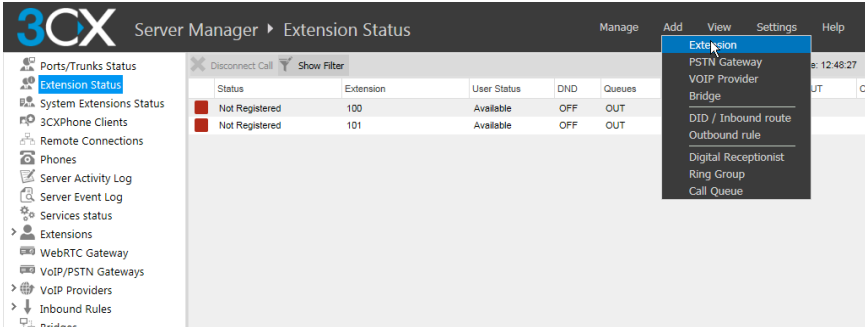 3CX Server Manager Extension Status Manage Add View Settings Help
Extension
PSTN Gateway
VOIP Provider
Bridge
DID / Inbound route
Outbound rule
Digital Receptionist
Ring Group
Call Queue
Ports/Trunks Status
Extension Status
System Extensions Status
3CXPhone Clients
Remote Connections
Phones
Server Activity Log
Server Event Log
Services status
Extensions
WebRTC Gateway
VoIP/PSTN Gateways
VoIP Providers
Inbound Rules
Bridges
Disconnect Call Show Filter e: 12:48:27
Status Extension User Status DND Queues UT
Not Registered 100 Available OFF OUT
Not Registered 101 Available OFF OUT